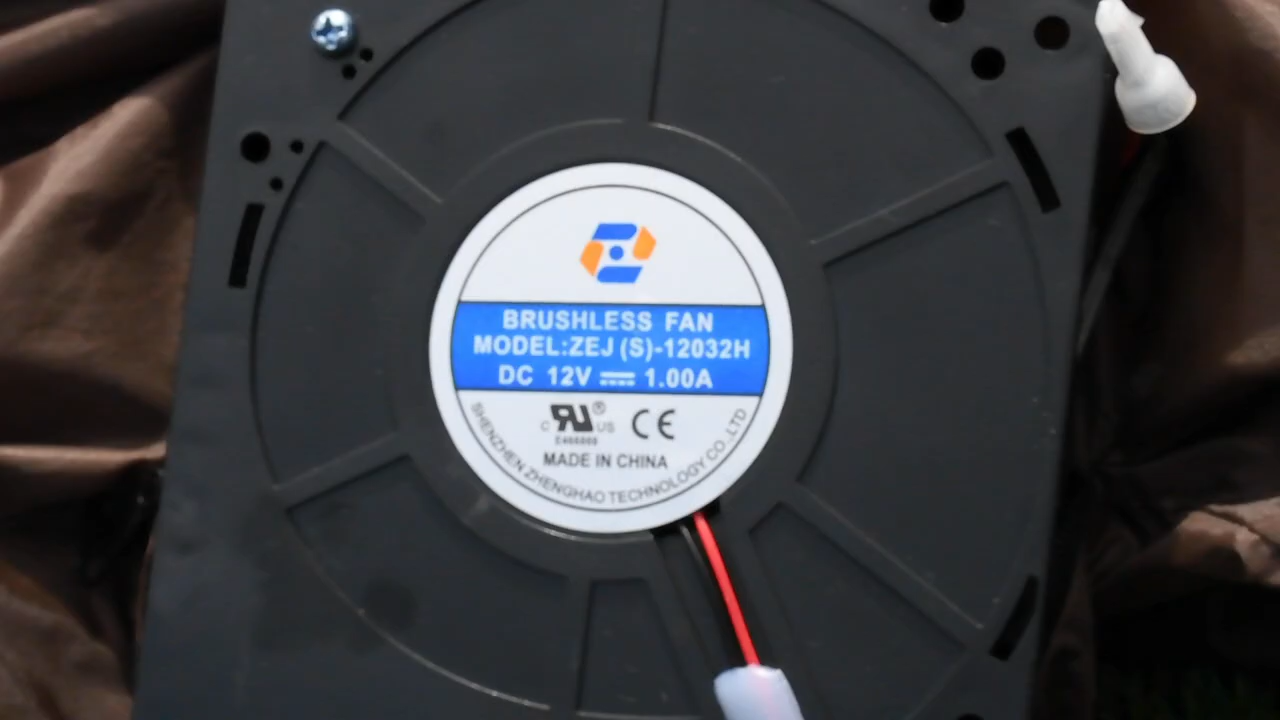 BRUSHLESS FAN
MODEL:ZEJ (S)-12032H
DC 12V 1.00A
C RU® US CE
MADE IN CHINA
SHENZHEN ZHENGHAO TECHNOLOGY CO.,LTD